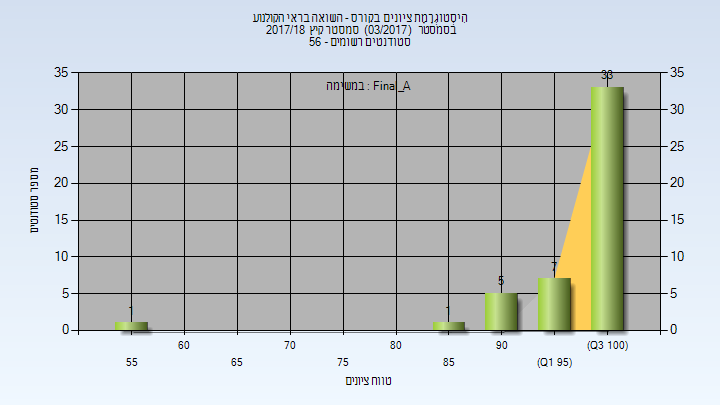 היסטוגרמת ציונים בקורס - השואה בראי הקולנוע
בסמסטר (03/2017) סמסטר קיץ 2017/18
סטודנטים רשומים - 56
במשימה : Final_A
35 35
33
30 30
25 25
20 20
15 15
10 10
7
5 5
5
1 1
0 0
60 70 80 90 (Q3 100)
55 65 75 85 (Q1 95)
מספר סטודנטים
טווח ציונים